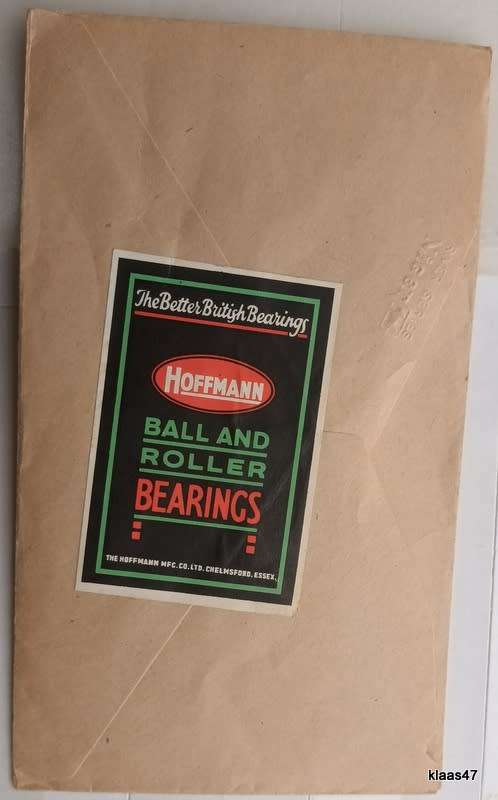 The Better British Bearings
HOFFMANN
BALL AND
ROLLER
BEARINGS
THE HOFFMANN MFG. CO. LTD. CHELMSFORD, ESSEX.
klaas47